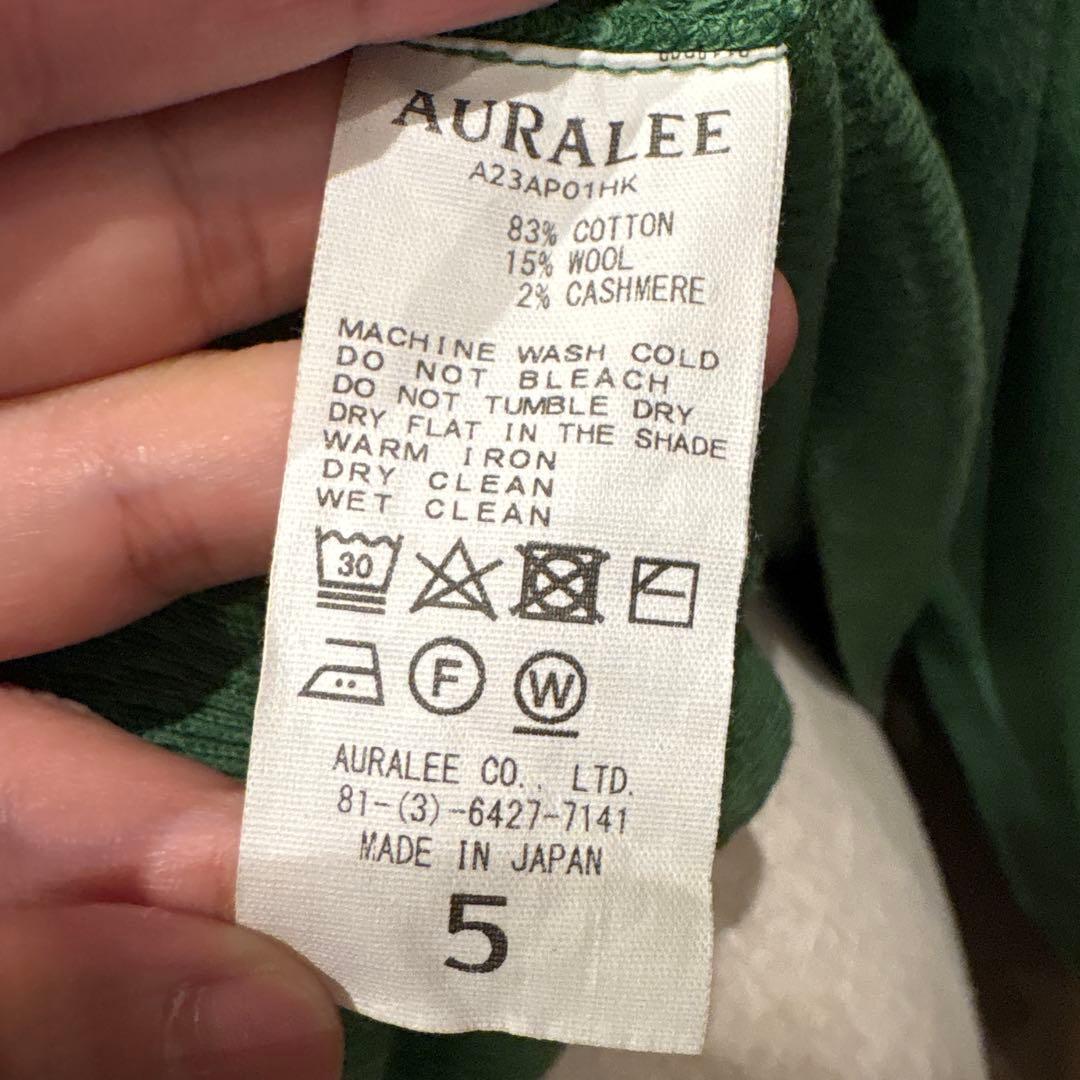 AURALEE
A23AP01HK
83% COTTON
15% WOOL
2% CASHMERE
MACHINE WASH COLD
DO NOT BLEACH
DO NOT TUMBLE DRY
DRY FLAT IN THE SHADE
WARM IRON
DRY CLEAN
WET CLEAN
30
F W
AURALEE CO., LTD.
81-(3)-6427-7141
MADE IN JAPAN
5